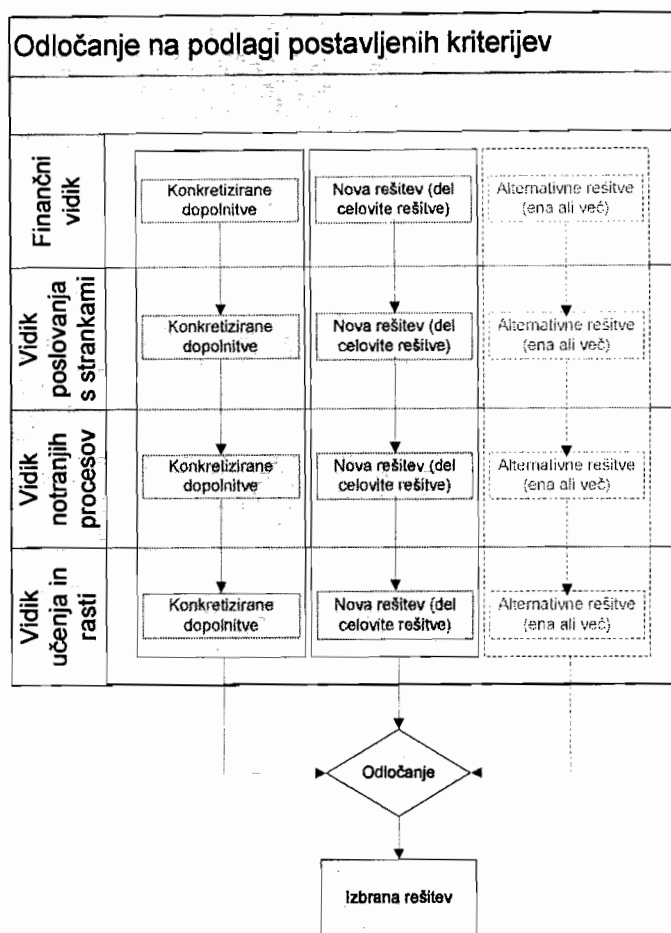 Odločanje na podlagi postavljenih kriterijev
Finančni
vidik
Konkretizirane
dopolnitve
Nova rešitev (del
celovite rešitve)
Alternativne rešitve
(ena ali več)
Vidik
poslovanja
s strankami
Konkretizirane
dopolnitve
Nova rešitev (del
celovite rešitve)
Alternativne rešitve
(ena ali več)
Vidik
notranjih
procesov
Konkretizirane
dopolnitve
Nova rešitev (del
celovite rešitve)
Alternativne rešitve
(ena ali več)
Vidik
učenja in
rasti
Konkretizirane
dopolnitve
Nova rešitev (del
celovite rešitve)
Alternativne rešitve
(ena ali več)
Odločanje
Izbrana rešitev